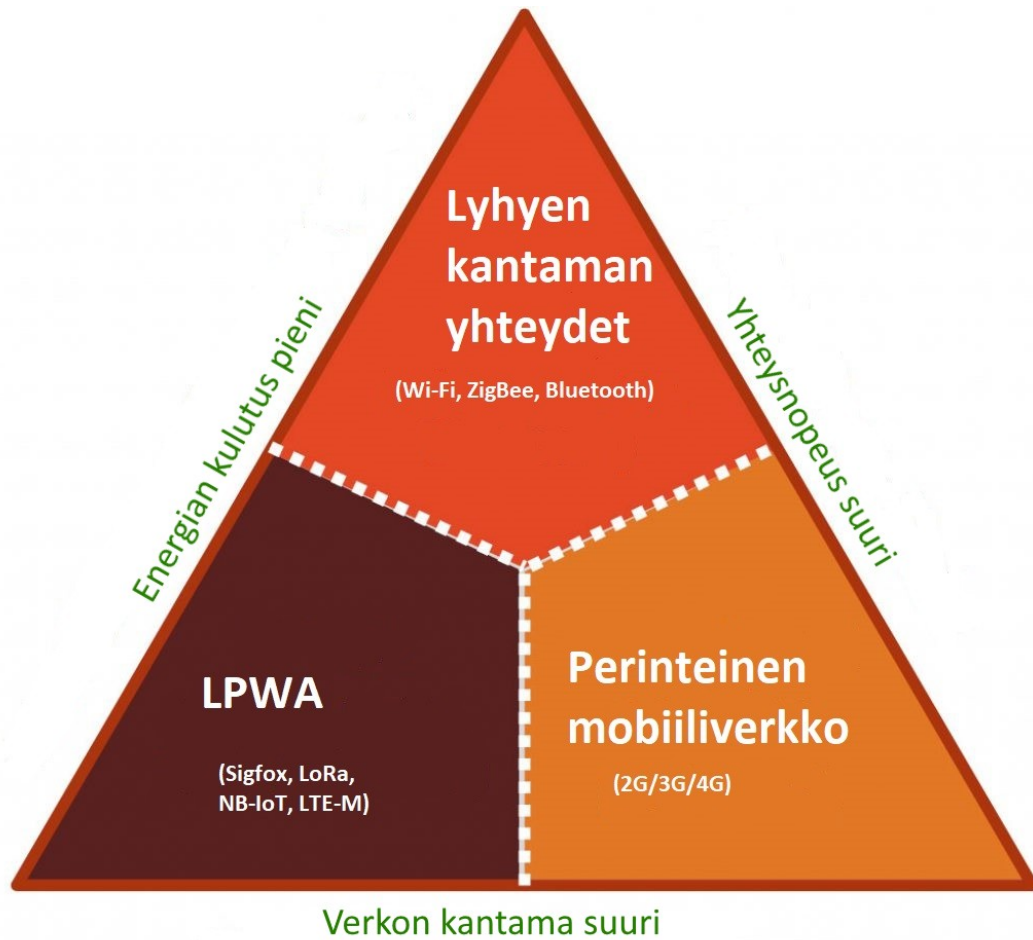 Lyhyen
kantaman
yhteydet
(Wi-Fi, ZigBee, Bluetooth)
Energian kulutus pieni
Yhteysnopeus suuri
LPWA
(Sigfox, LoRa,
NB-IoT, LTE-M)
Perinteinen
mobiiliverkko
(2G/3G/4G)
Verkon kantama suuri